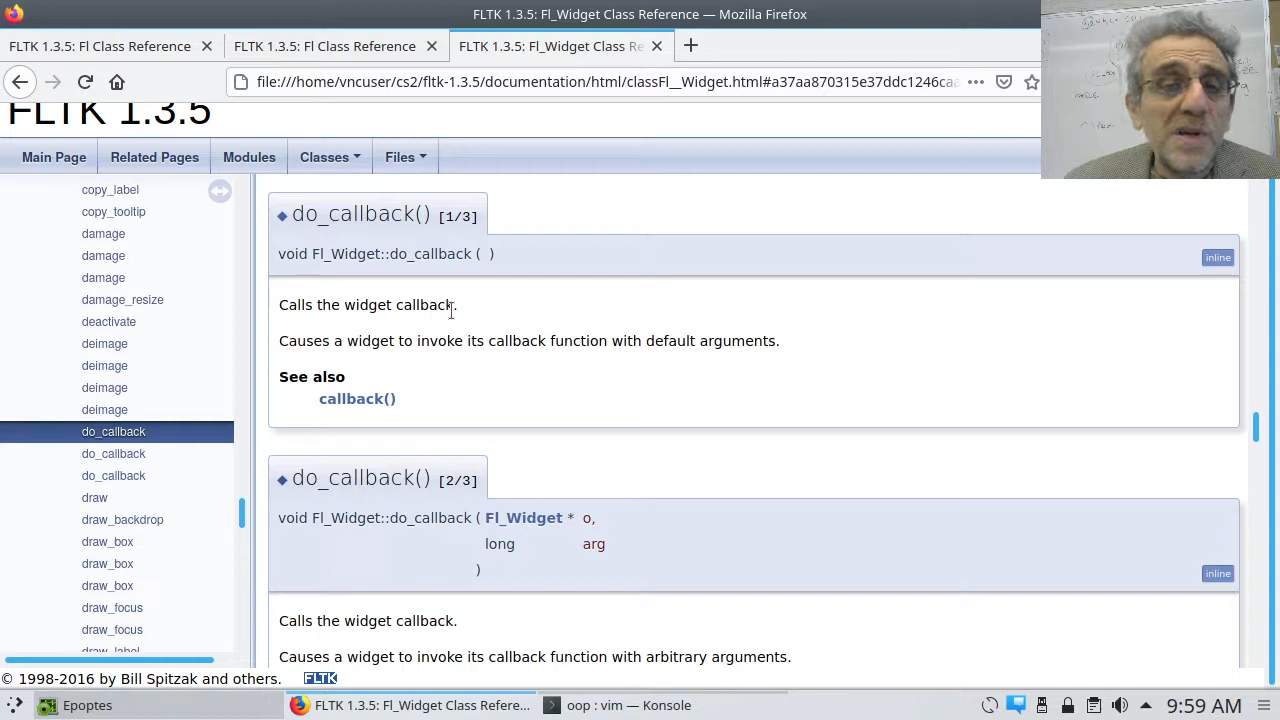 FLTK 1.3.5: Fl_Widget Class Reference — Mozilla Firefox
FLTK 1.3.5: Fl Class Reference
FLTK 1.3.5: Fl Class Reference
FLTK 1.3.5: Fl_Widget Class Re
file:///home/vncuser/cs2/fltk-1.3.5/documentation/html/classFl__Widget.html#a37aa870315e37ddc1246caa
FLTK 1.3.5
Main Page
Related Pages
Modules
Classes
Files
copy_label
copy_tooltip
damage
damage
damage
damage_resize
deactivate
deimage
deimage
deimage
deimage
do_callback
do_callback
do_callback
draw
draw_backdrop
draw_box
draw_box
draw_box
draw_focus
draw_focus
draw_label
do_callback() [1/3]
void Fl_Widget::do_callback ( )
inline
Calls the widget callback.
Causes a widget to invoke its callback function with default arguments.
See also
callback()
do_callback() [2/3]
void Fl_Widget::do_callback ( Fl_Widget * o,
long arg
)
inline
Calls the widget callback.
Causes a widget to invoke its callback function with arbitrary arguments.
© 1998-2016 by Bill Spitzak and others.
FLTK
Epoptes
FLTK 1.3.5: Fl_Widget Class Refere...
oop : vim — Konsole
9:59 AM